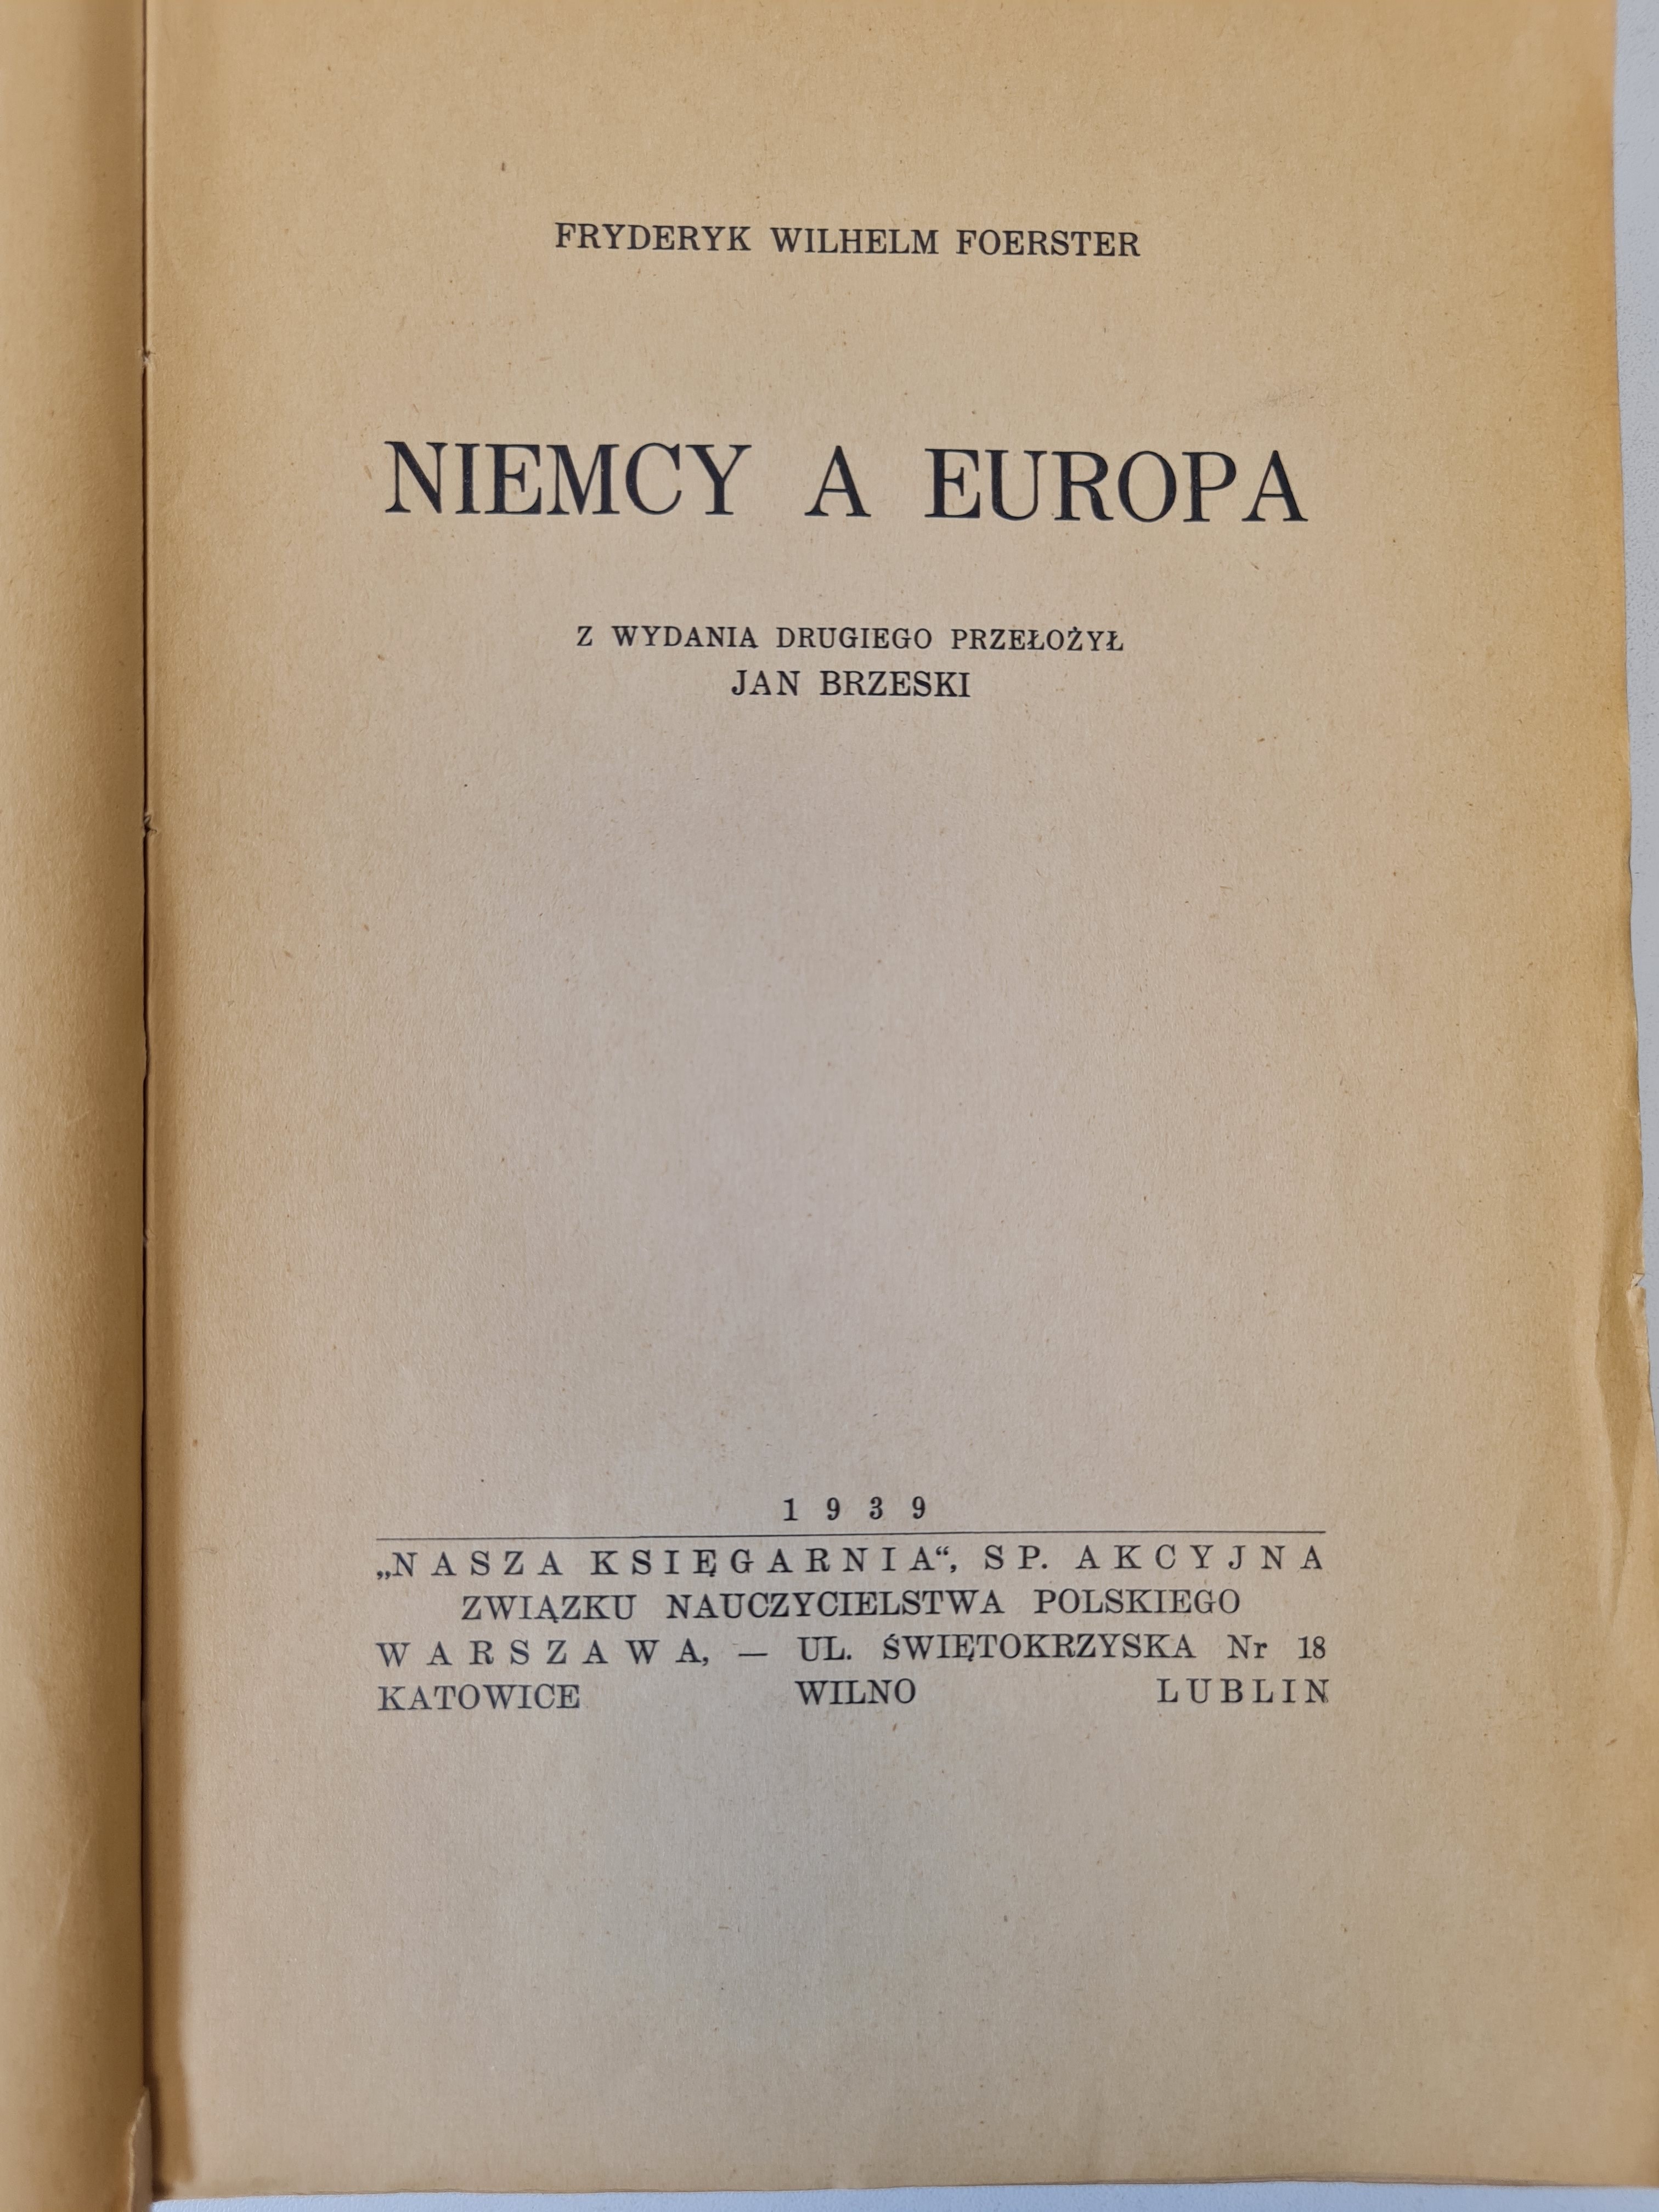 FRYDERYK WILHELM FOERSTER
NIEMCY A EUROPA
Z WYDANIA DRUGIEGO PRZEŁOŻYŁ
JAN BRZESKI
1939
„NASZA KSIĘGARNIA“, SP. AKCYJNA
ZWIĄZKU NAUCZYCIELSTWA POLSKIEGO
WARSZAWA, — UL. ŚWIĘTOKRZYSKA Nr 18
KATOWICE WILNO LUBLIN